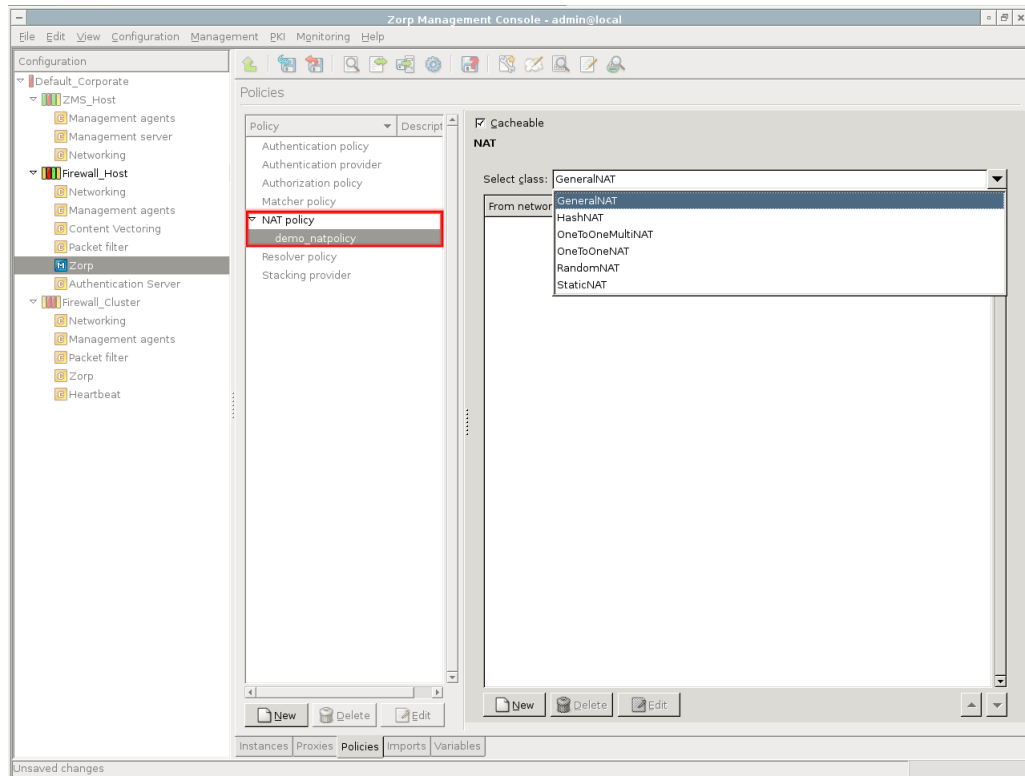 Zorp Management Console - admin@local
File Edit View Configuration Management PKI Monitoring Help
Configuration
Default_Corporate
ZMS_Host
Management agents
Management server
Networking
Firewall_Host
Networking
Management agents
Content Vectoring
Packet filter
Zorp
Authentication Server
Firewall_Cluster
Networking
Management agents
Packet filter
Zorp
Heartbeat
Policies
Policy Descript
Authentication policy
Authentication provider
Authorization policy
Matcher policy
NAT policy
demo_natpolicy
Resolver policy
Stacking provider
New Delete Edit
Cacheable
NAT
Select class: GeneralNAT
From networ
GeneralNAT
HashNAT
OneToOneMultiNAT
OneToOneNAT
RandomNAT
StaticNAT
New Delete Edit
Instances Proxies Policies Imports Variables
Unsaved changes